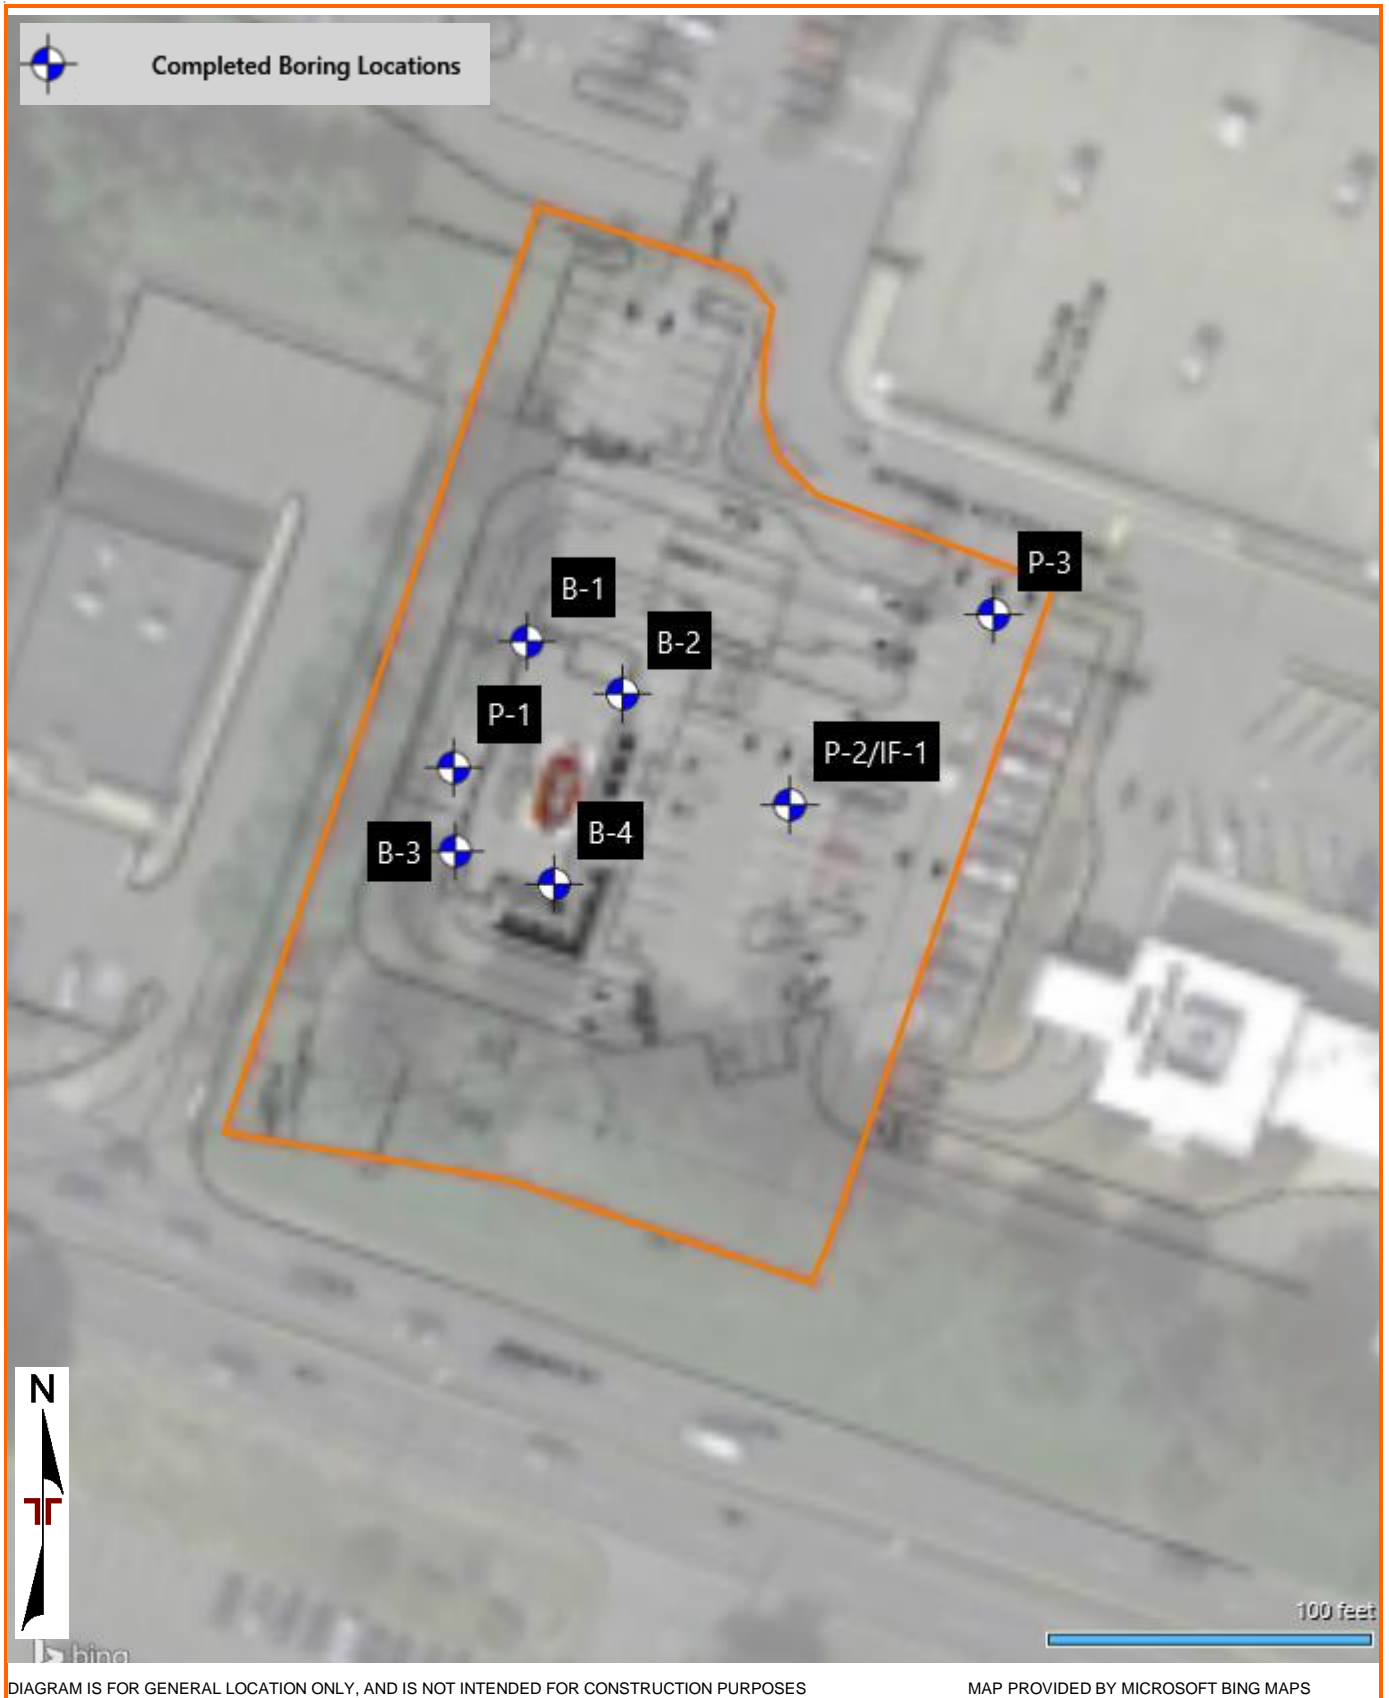 Completed Boring Locations
P-3
B-1
B-2
P-1
P-2/IF-1
B-4
B-3
N
100 feet
bing
DIAGRAM IS FOR GENERAL LOCATION ONLY, AND IS NOT INTENDED FOR CONSTRUCTION PURPOSES
MAP PROVIDED BY MICROSOFT BING MAPS